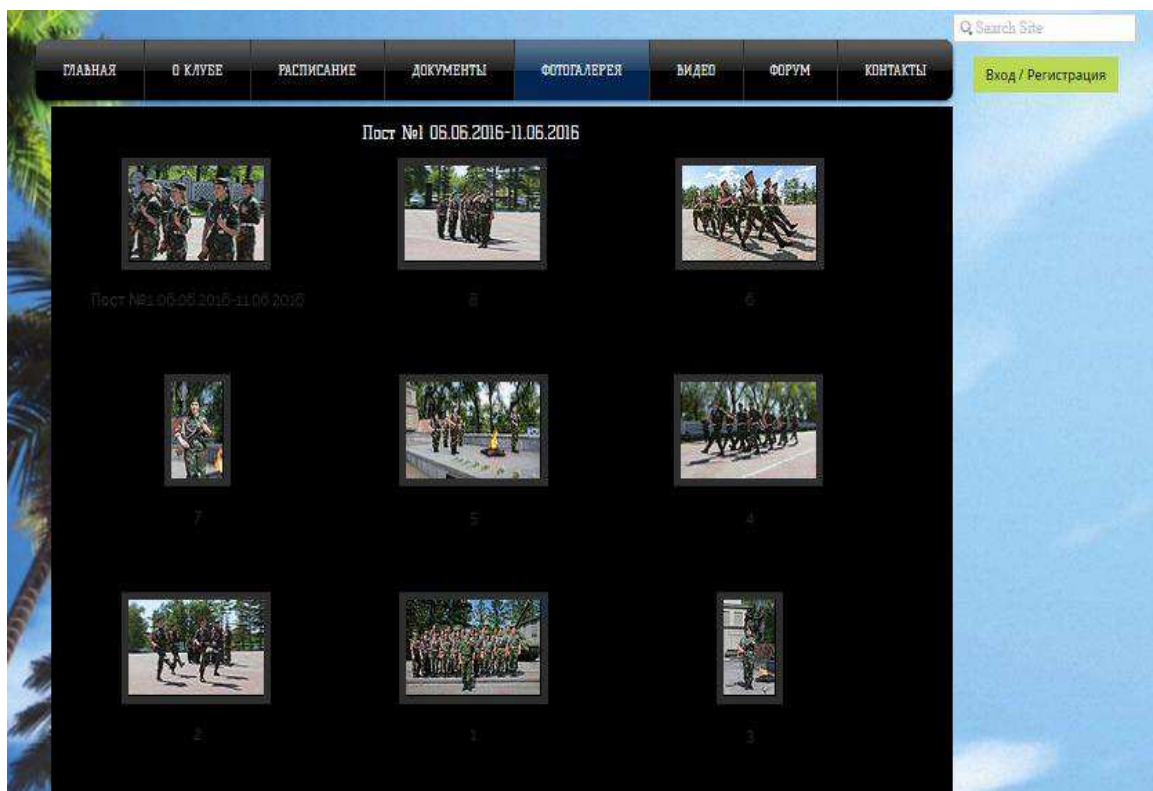 Search Site
ГЛАВНАЯ О КЛУБЕ РАСПИСАНИЕ ДОКУМЕНТЫ ФОТОГАЛЕРЕЯ ВИДЕО ФОРУМ КОНТАКТЫ
Вход / Регистрация
Пост №1 06.06.2016-11.06.2016
Пост №1 06.06.2016-11.06.2016 8 6
7 5 4
2 1 3